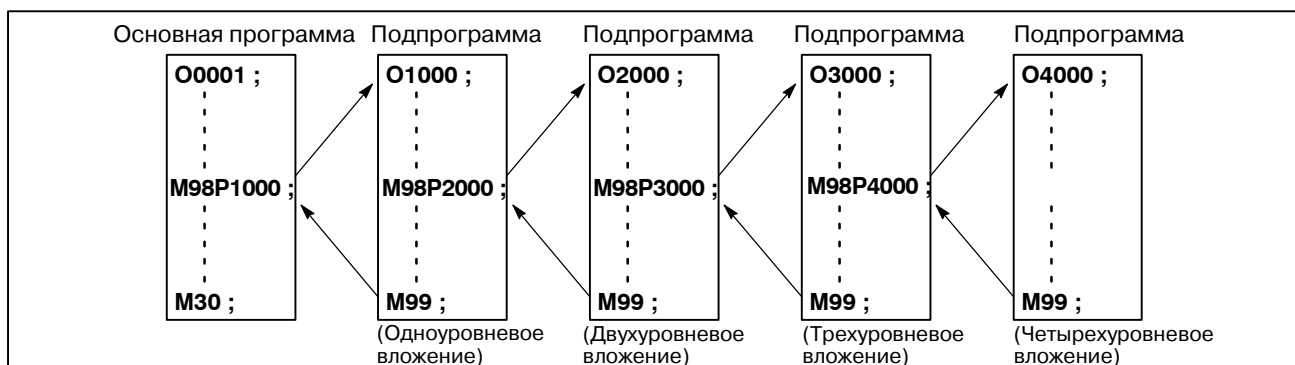 Основная программа Подпрограмма Подпрограмма Подпрограмма Подпрограмма
O0001 ; O1000 ; O2000 ; O3000 ; O4000 ;
M98P1000 ; M98P2000 ; M98P3000 ; M98P4000 ;
M30 ; M99 ; M99 ; M99 ; M99 ;
(Одноуровневое (Двухуровневое (Трехуровневое (Четырехуровневое
вложение) вложение) вложение) вложение)